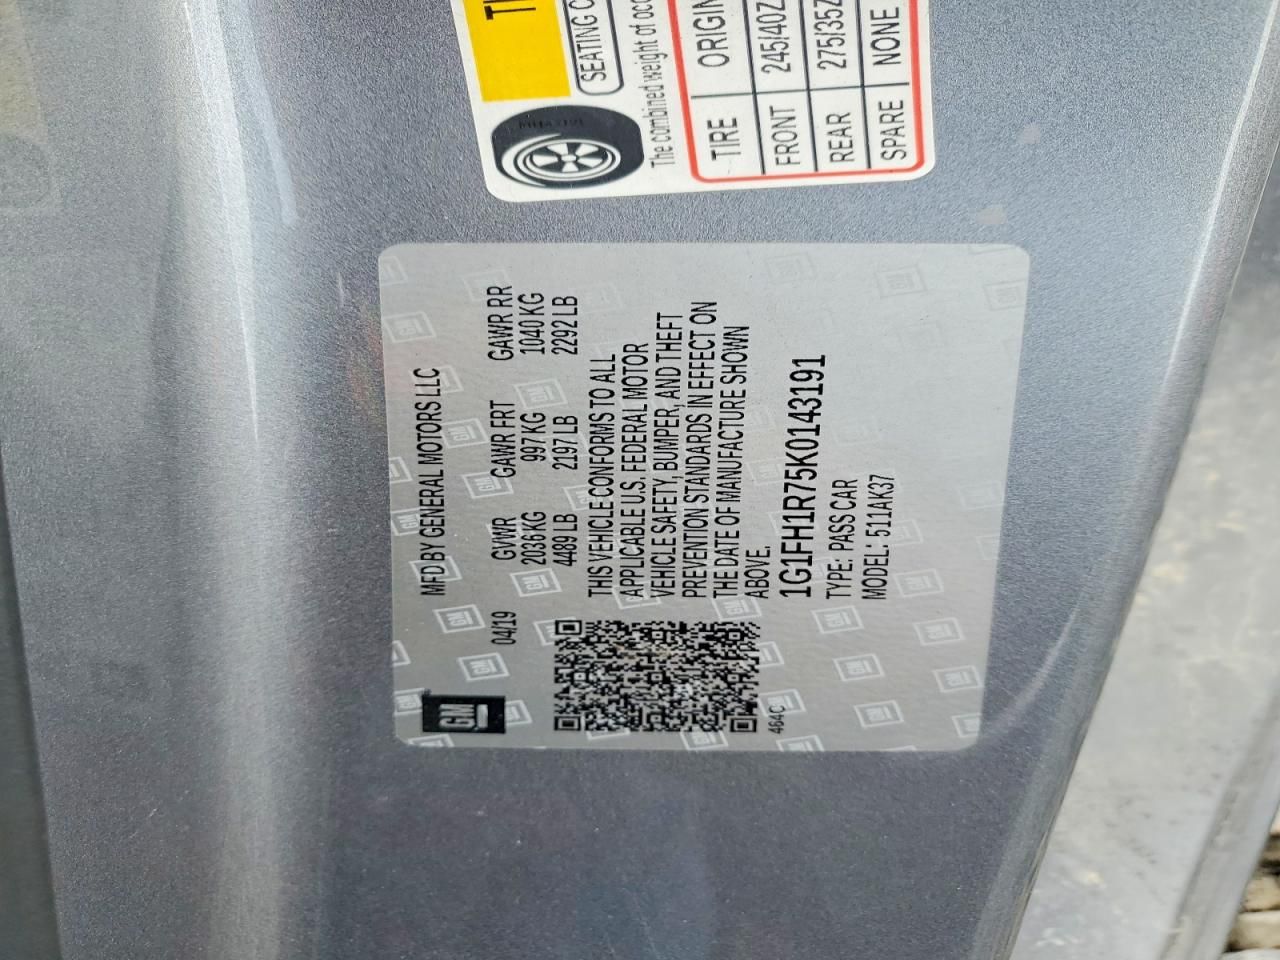 TI
SEATING C
The combined weight of occ
TIRE ORIGIN
FRONT 245/40Z
REAR 275/35Z
SPARE NONE
GM
MFD BY GENERAL MOTORS LLC
04/19 GVWR GAWR FRT GAWR RR
2036 KG 997 KG 1040 KG
4489 LB 2197 LB 2292 LB
THIS VEHICLE CONFORMS TO ALL
APPLICABLE U.S. FEDERAL MOTOR
VEHICLE SAFETY, BUMPER, AND THEFT
PREVENTION STANDARDS IN EFFECT ON
THE DATE OF MANUFACTURE SHOWN
ABOVE.
464C
1G1FH1R75K0143191
TYPE: PASS CAR
MODEL: 511AK37